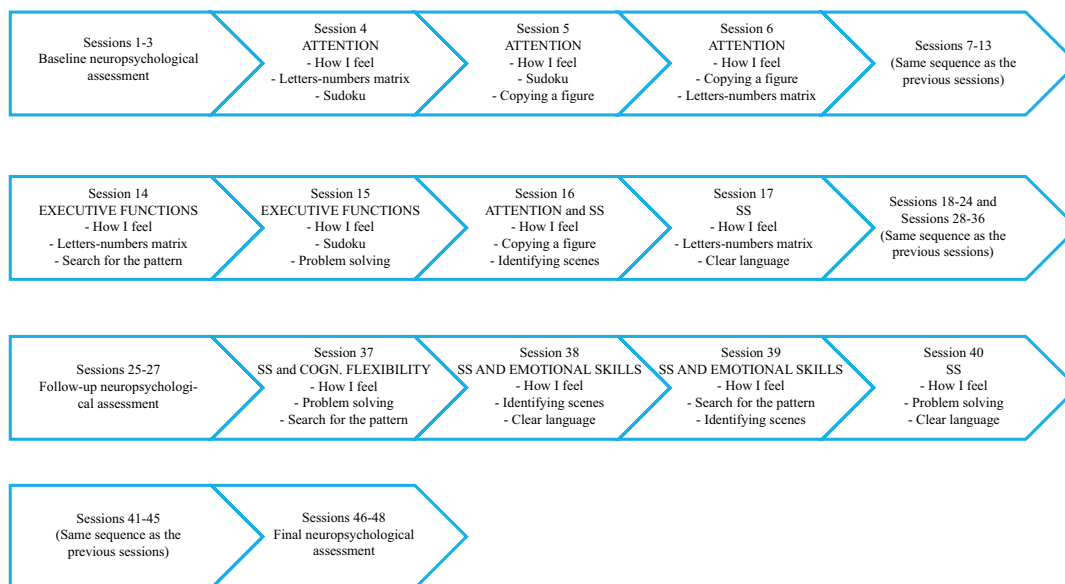 Sessions 1-3
Baseline neuropsychological
assessment
Session 4
ATTENTION
- How I feel
- Letters-numbers matrix
- Sudoku
Session 5
ATTENTION
- How I feel
- Sudoku
- Copying a figure
Session 6
ATTENTION
- How I feel
- Copying a figure
- Letters-numbers matrix
Sessions 7-13
(Same sequence as the
previous sessions)
Session 14
EXECUTIVE FUNCTIONS
- How I feel
- Letters-numbers matrix
- Search for the pattern
Session 15
EXECUTIVE FUNCTIONS
- How I feel
- Sudoku
- Problem solving
Session 16
ATTENTION and SS
- How I feel
- Copying a figure
- Identifying scenes
Session 17
SS
- How I feel
- Letters-numbers matrix
- Clear language
Sessions 18-24 and
Sessions 28-36
(Same sequence as the
previous sessions)
Sessions 25-27
Follow-up neuropsychologi-
cal assessment
Session 37
SS and COGN. FLEXIBILITY
- How I feel
- Problem solving
- Search for the pattern
Session 38
SS AND EMOTIONAL SKILLS
- How I feel
- Identifying scenes
- Clear language
Session 39
SS AND EMOTIONAL SKILLS
- How I feel
- Search for the pattern
- Identifying scenes
Session 40
SS
- How I feel
- Problem solving
- Clear language
Sessions 41-45
(Same sequence as the
previous sessions)
Sessions 46-48
Final neuropsychological
assessment